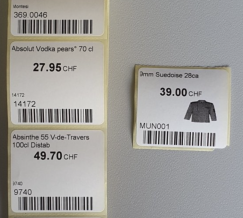 369.0046
Absolut Vodka pears* 70 cl
27.95 CHF
14172
14172
Absinthe 55 V-de-Travers
100cl Distab
49.70 CHF
9740
9740
9mm Suedoise 26ca
39.00 CHF
MUN001